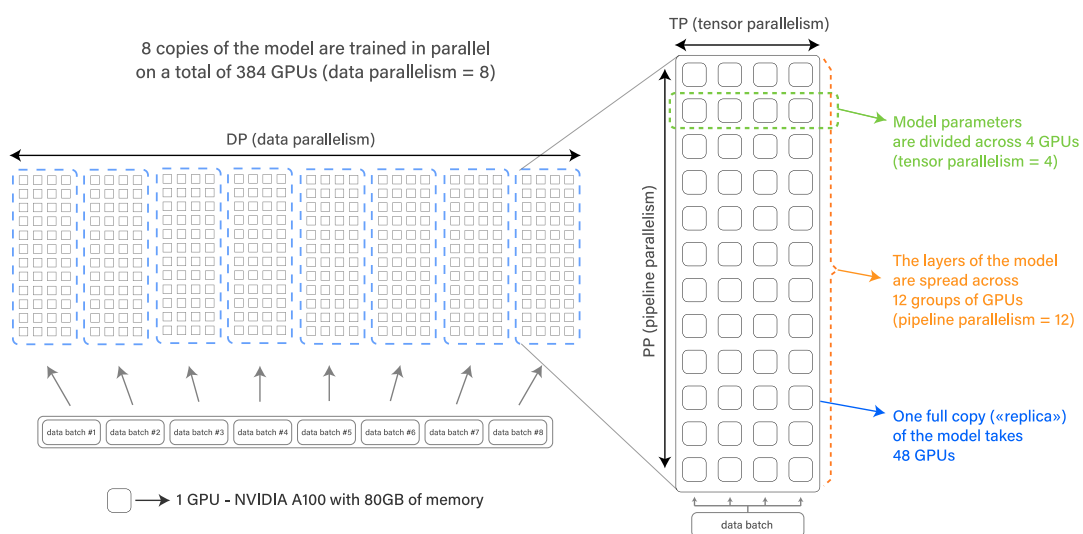 8 copies of the model are trained in parallel
on a total of 384 GPUs (data parallelism = 8)
DP (data parallelism)
data batch #1
data batch #2
data batch #3
data batch #4
data batch #5
data batch #6
data batch #7
data batch #8
1 GPU - NVIDIA A100 with 80GB of memory
TP (tensor parallelism)
PP (pipeline parallelism)
data batch
Model parameters
are divided across 4 GPUs
(tensor parallelism = 4)
The layers of the model
are spread across
12 groups of GPUs
(pipeline parallelism = 12)
One full copy («replica»)
of the model takes
48 GPUs